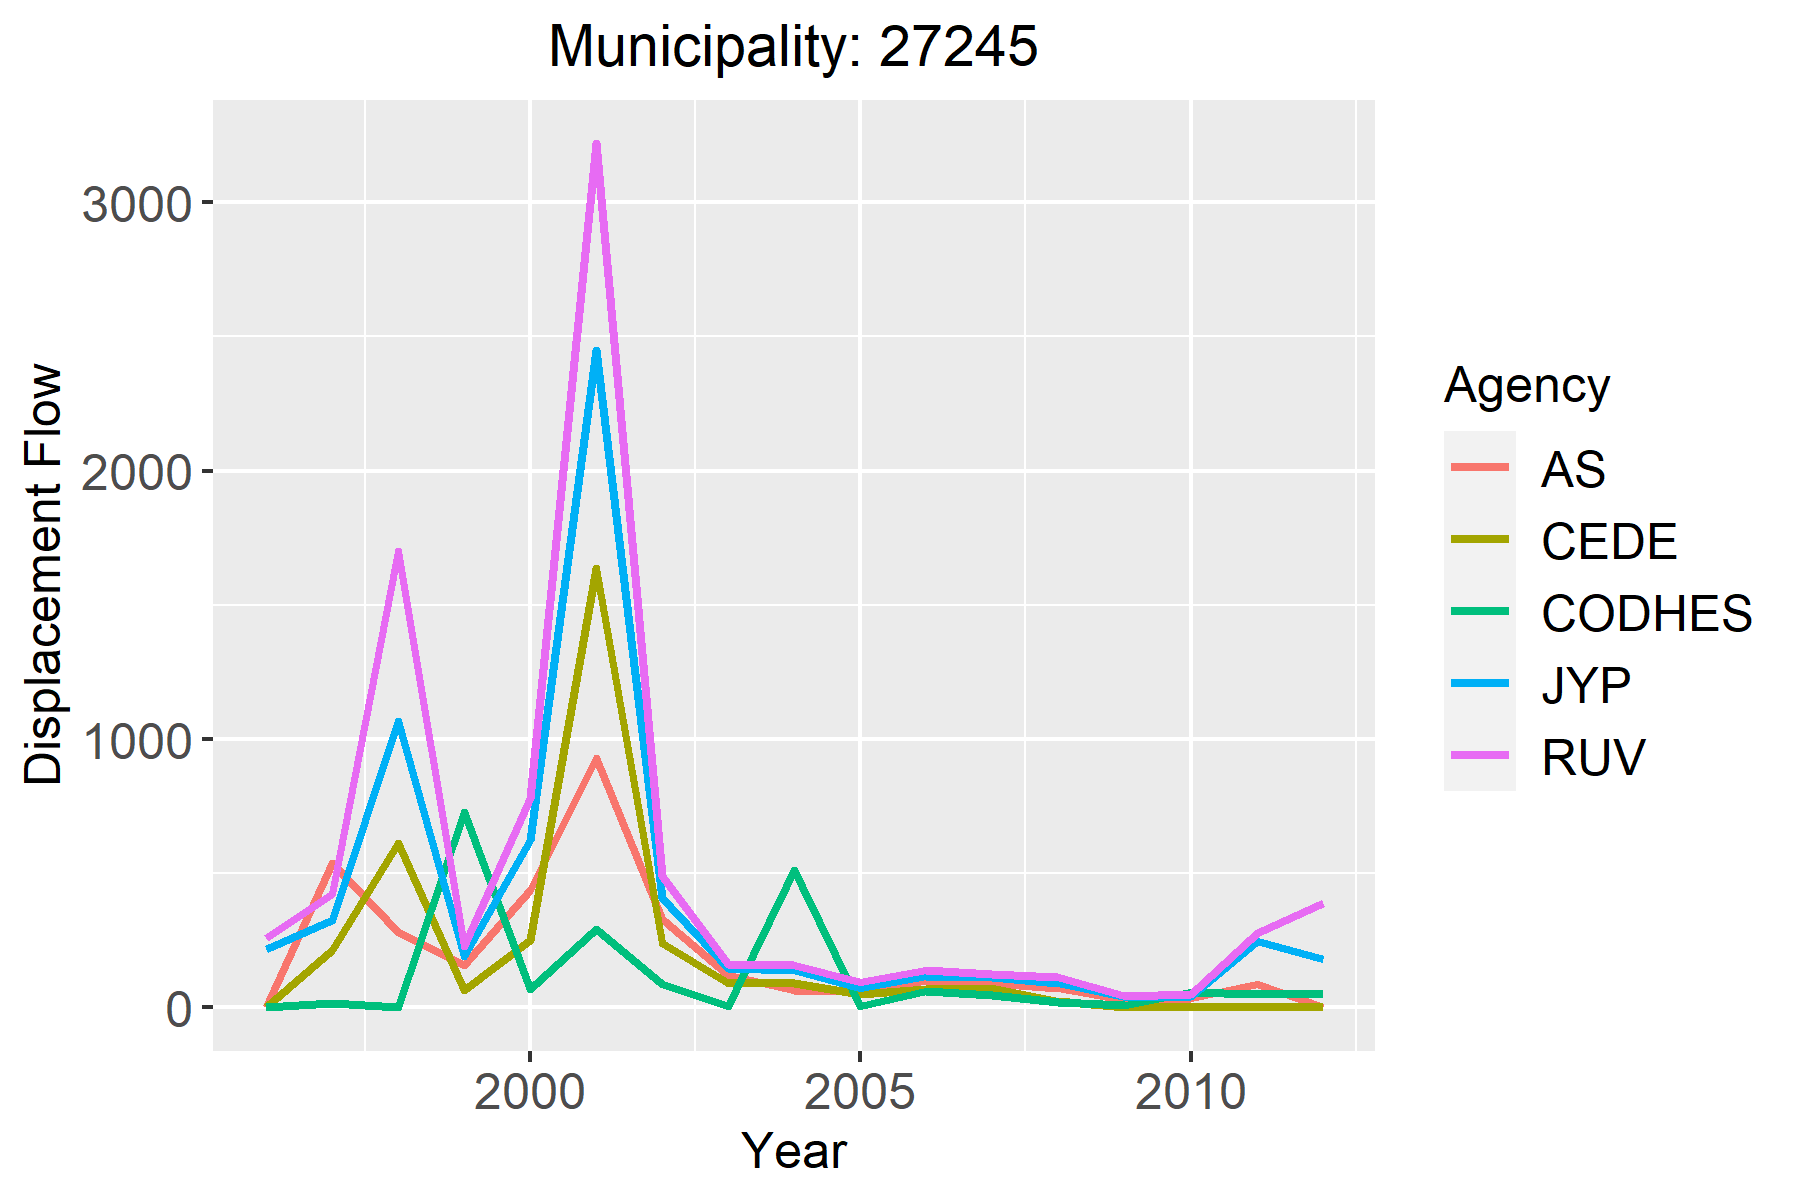 Municipality: 27245
3000
2000
1000
0
Displacement Flow
2000
2005
2010
Year
Agency
AS
CEDE
CODHES
JYP
RUV